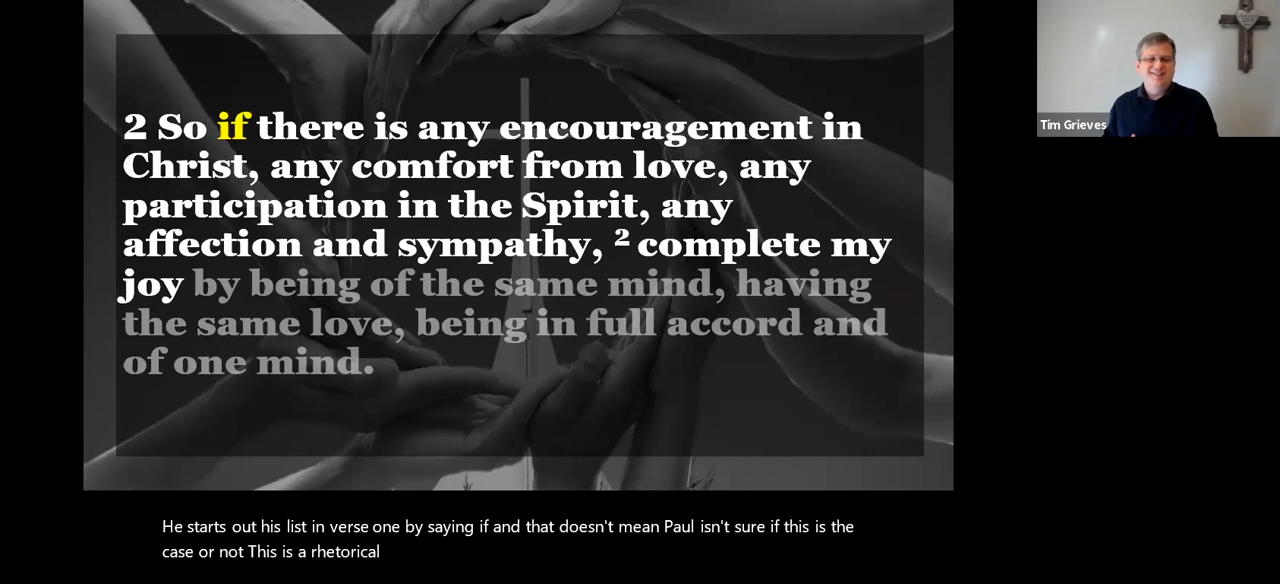 2 So if there is any encouragement in
Christ, any comfort from love, any
participation in the Spirit, any
affection and sympathy, ² complete my
joy by being of the same mind, having
the same love, being in full accord and
of one mind.
Tim Grieves
He starts out his list in verse one by saying if and that doesn't mean Paul isn't sure if this is the
case or not This is a rhetorical